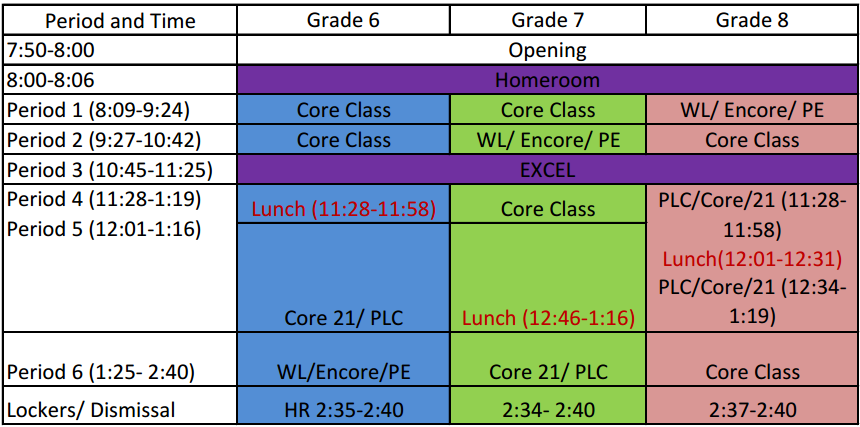 Period and Time Grade 6 Grade 7 Grade 8
7:50-8:00 Opening
8:00-8:06 Homeroom
Period 1 (8:09-9:24) Core Class Core Class WL/ Encore/ PE
Period 2 (9:27-10:42) Core Class WL/ Encore/ PE Core Class
Period 3 (10:45-11:25) EXCEL
Period 4 (11:28-1:19)
Period 5 (12:01-1:16)
Lunch (11:28-11:58)
Core 21/ PLC
Core Class
Lunch (12:46-1:16)
PLC/Core/21 (11:28-
11:58)
Lunch(12:01-12:31)
PLC/Core/21 (12:34-
1:19)
Period 6 (1:25- 2:40) WL/Encore/PE Core 21/ PLC Core Class
Lockers/ Dismissal HR 2:35-2:40 2:34- 2:40 2:37-2:40